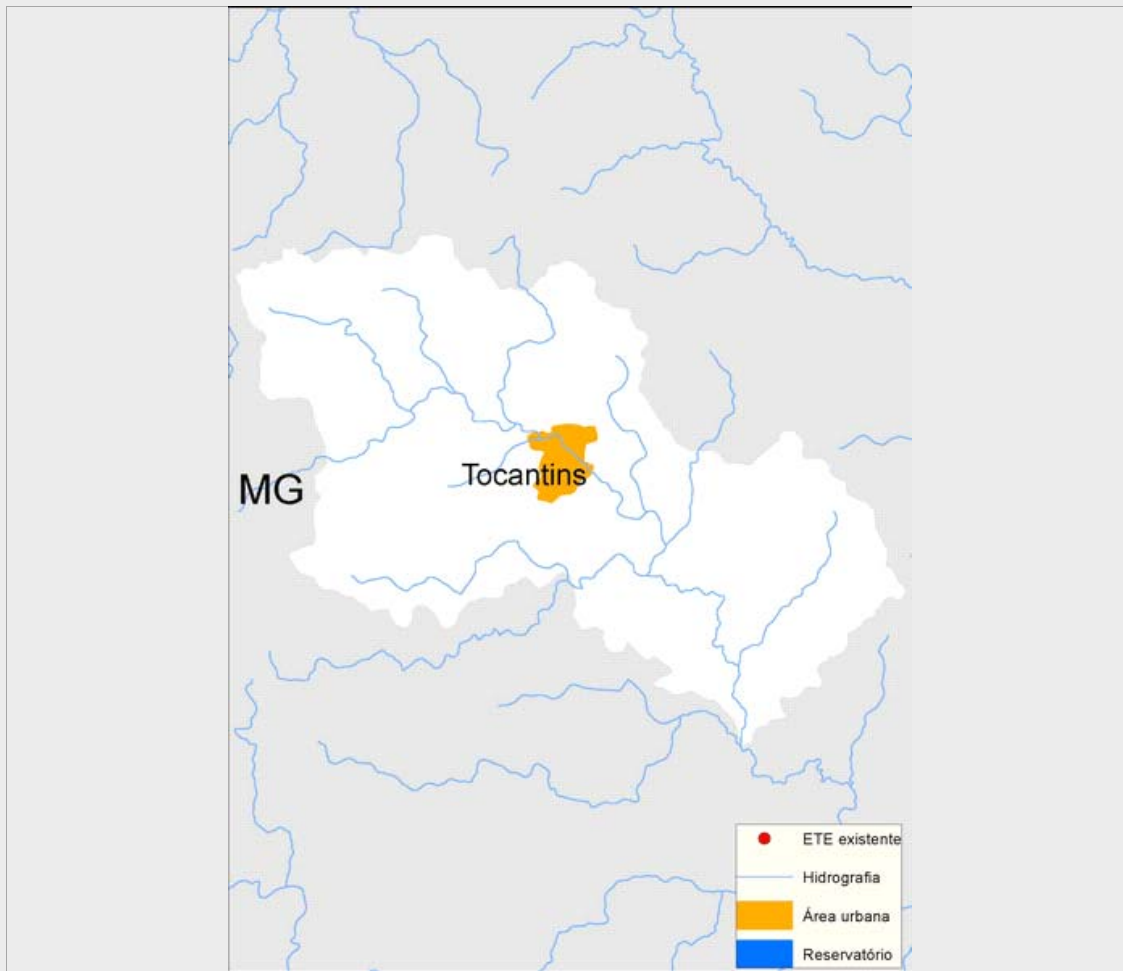 Tocantins
MG
ETE existente
Hidrografia
Área urbana
Reservatório